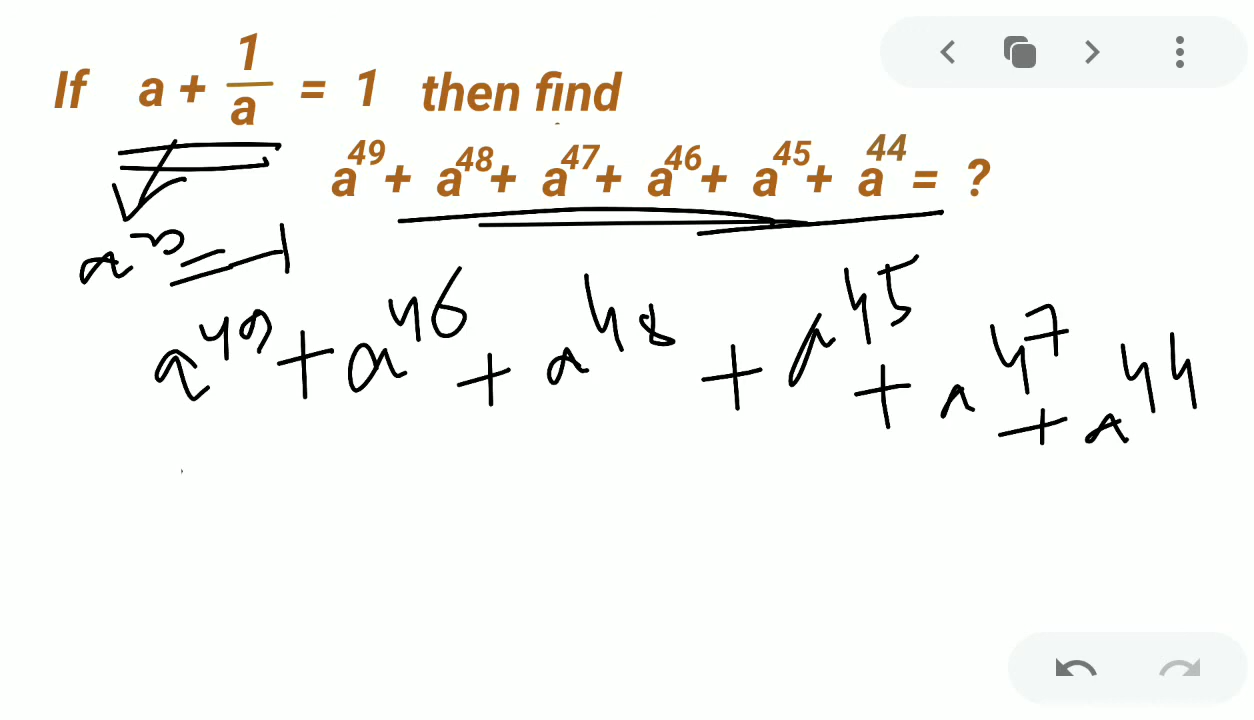 If a + 1/a = 1 then find
a^49 + a^48 + a^47 + a^46 + a^45 + a^44 = ?
a^3 = -1
a^49 + a^46 + a^48 + a^45 + a^47 + a^44